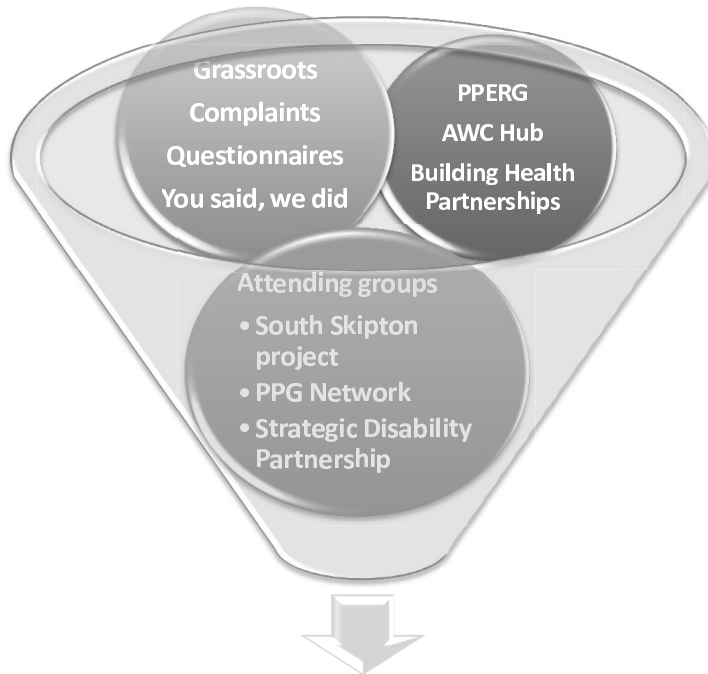 Grassroots
Complaints
Questionnaires
You said, we did
PPERG
AWC Hub
Building Health
Partnerships
Attending groups
• South Skipton
project
• PPG Network
• Strategic Disability
Partnership